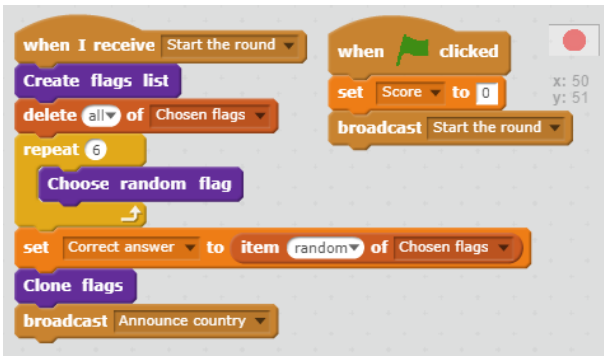 when I receive Start the round
Create flags list
delete all of Chosen flags
repeat 6
Choose random flag
set Correct answer to item random of Chosen flags
Clone flags
broadcast Announce country
when clicked
set Score to 0
broadcast Start the round
x: 50
y: 51